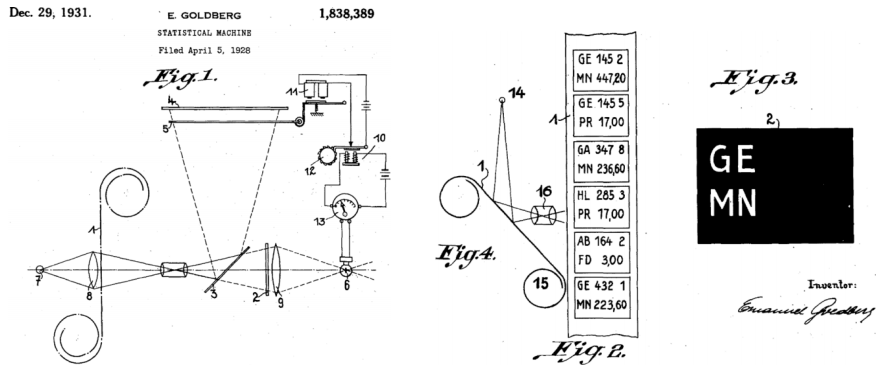 Dec. 29, 1931.
E. GOLDBERG
1,838,389
STATISTICAL MACHINE
Filed April 5, 1928
Fig. 1.
11
4
5
10
12
13
1
7
8
3
2
9
6
14
1
16
15
Fig. 4.
1
GE 145 2
MN 447,20
GE 145 5
PR 17,00
GA 347 8
MN 236,60
HL 285 3
PR 17,00
AB 164 2
FD 3,00
GE 432 1
MN 223,60
Fig. 2.
Fig. 3.
2
GE
MN
Inventor:
Emanuel Goldberg